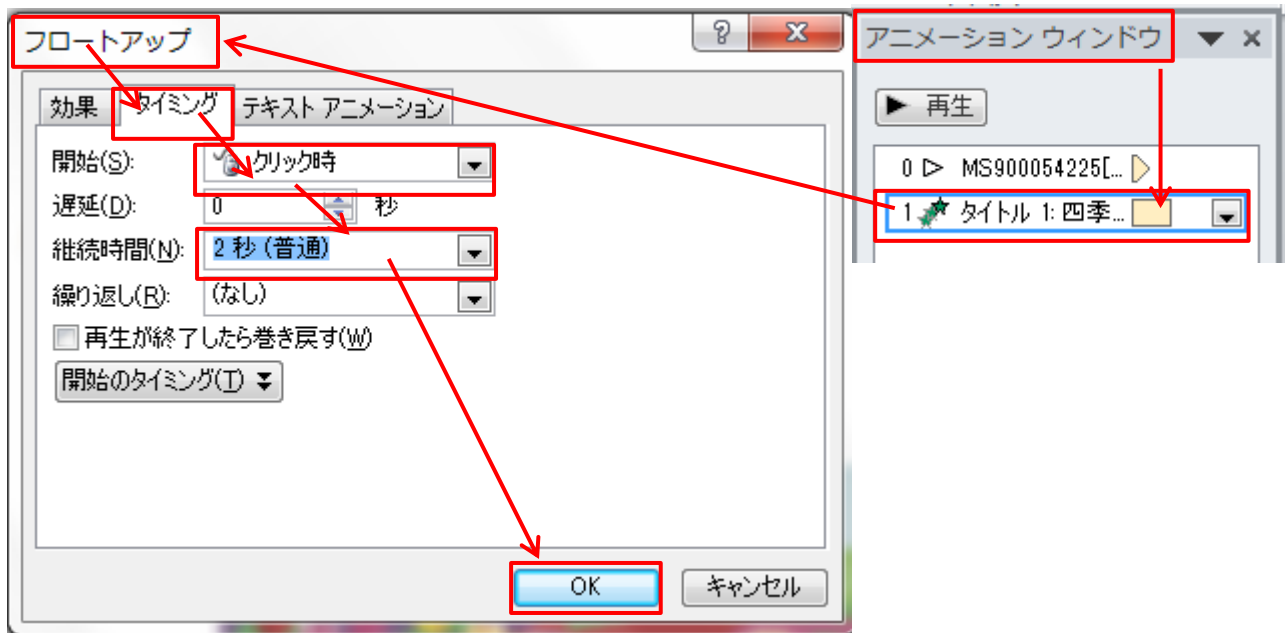 フロートアップ
効果 タイミング テキスト アニメーション
開始(S): クリック時
遅延(D): 0 秒
継続時間(N): 2 秒 (普通)
繰り返し(R): (なし)
再生が終了したら巻き戻す(W)
開始のタイミング(T)
OK キャンセル
アニメーション ウィンドウ
再生
0 MS900054225[...
1 タイトル 1: 四季...